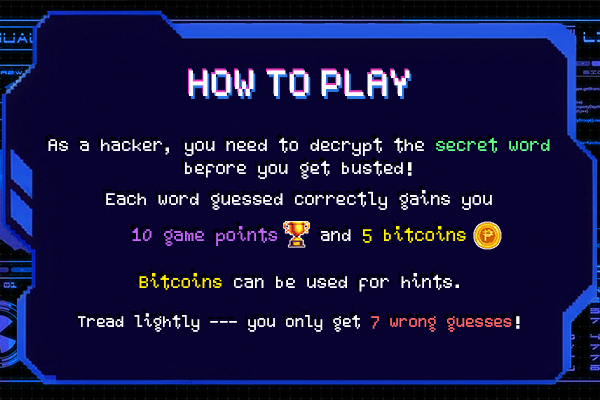 HOW TO PLAY
As a hacker, you need to decrypt the secret word
before you get busted!
Each word guessed correctly gains you
10 game points and 5 bitcoins
Bitcoins can be used for hints.
Tread lightly --- you only get 7 wrong guesses!